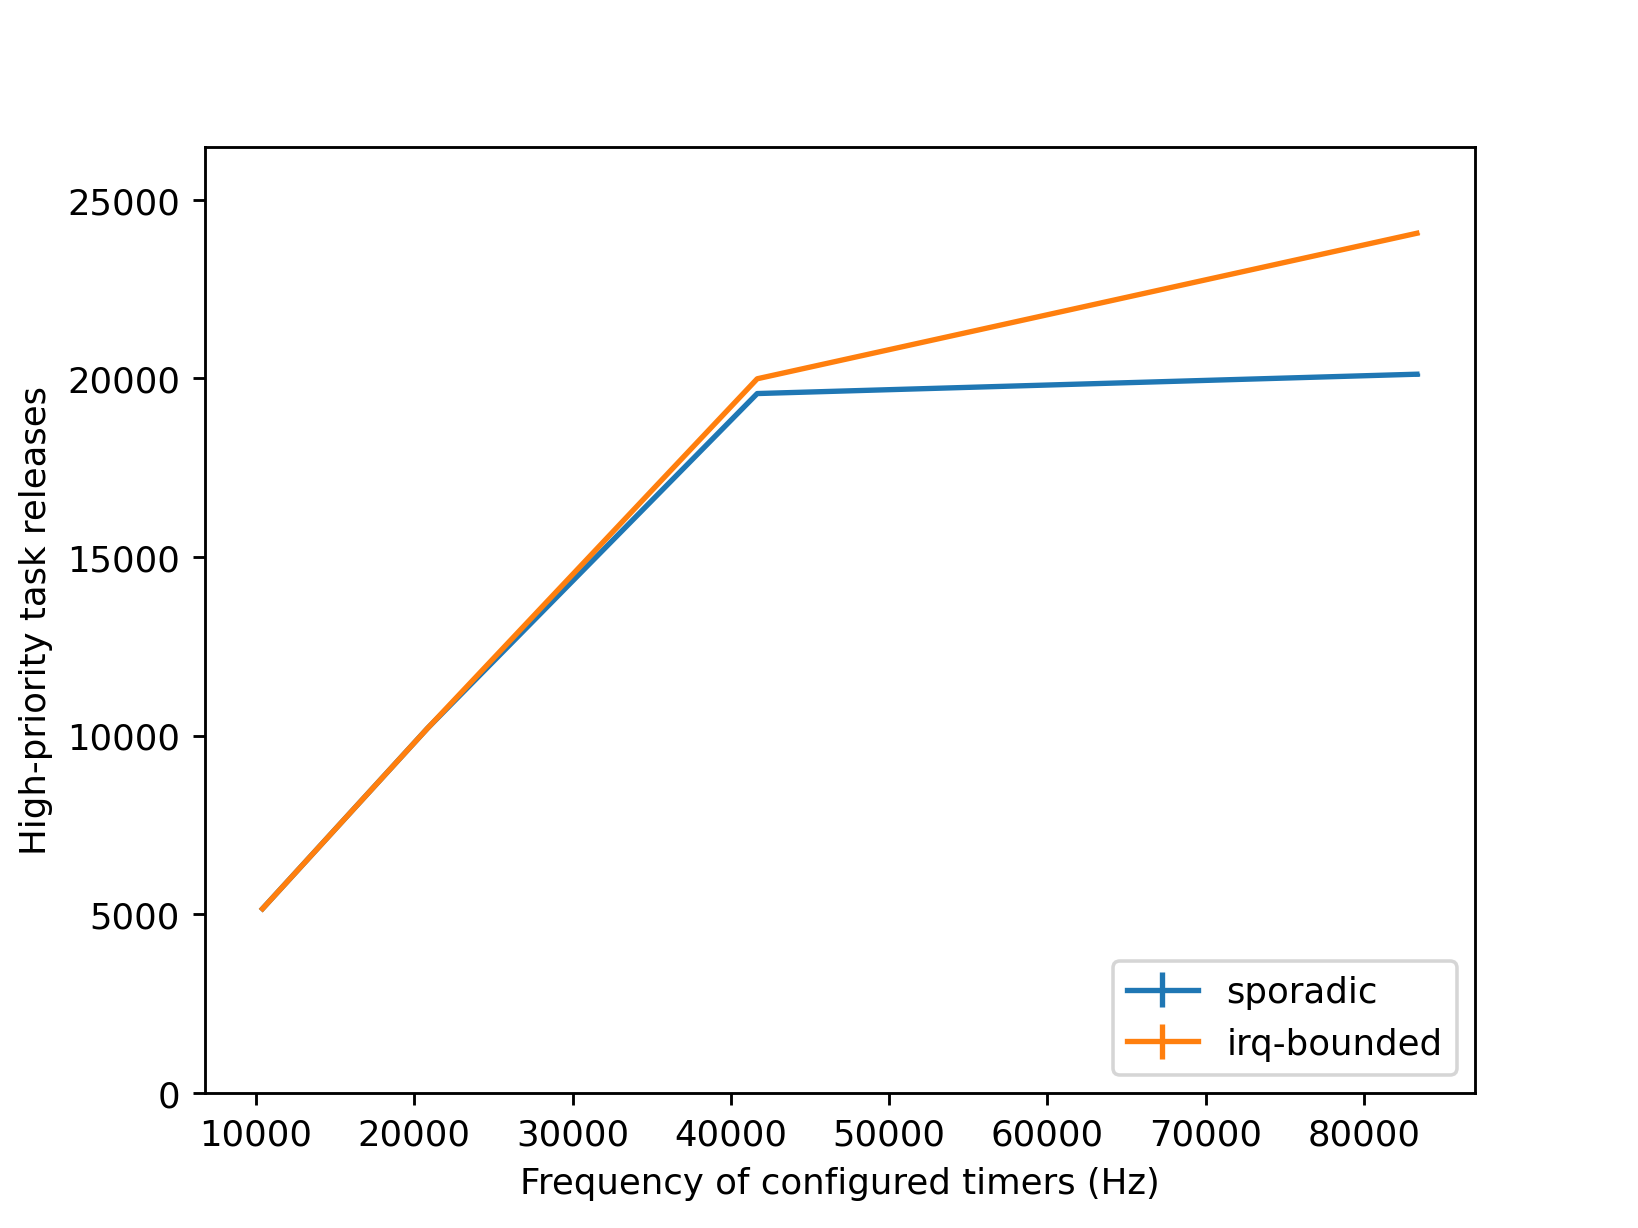 25000
20000
15000
10000
5000
0
High-priority task releases
10000 20000 30000 40000 50000 60000 70000 80000
Frequency of configured timers (Hz)
sporadic
irq-bounded